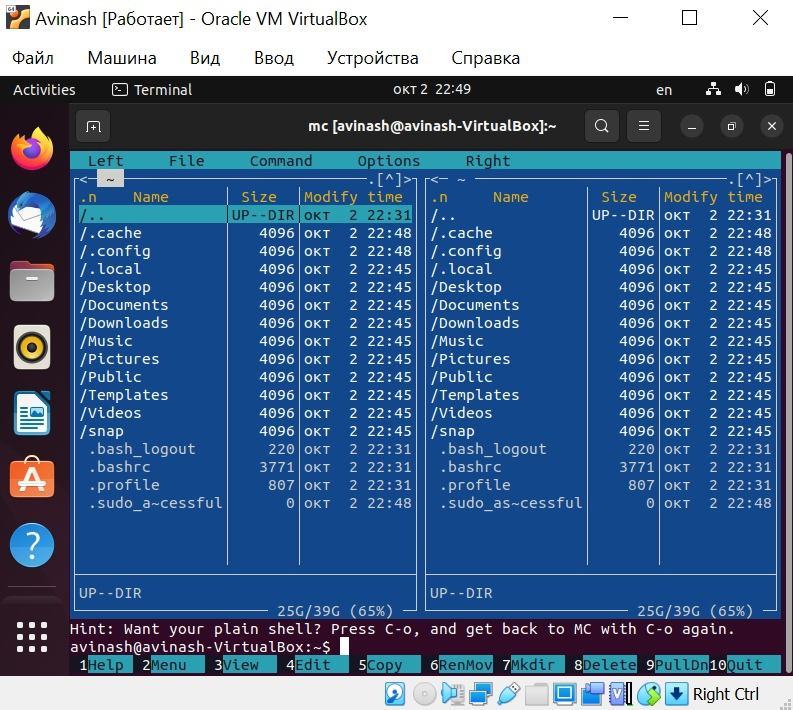 Avinash [Работает] - Oracle VM VirtualBox
Файл Машина Вид Ввод Устройства Справка
Activities Terminal окт 2 22:49 en
mc [avinash@avinash-VirtualBox]:~
Left File Command Options Right
<— ~ .[^]> <— ~ .[^]>
.n Name Size Modify time .n Name Size Modify time
/.. UP--DIR окт 2 22:31 /.. UP--DIR окт 2 22:31
/.cache 4096 окт 2 22:48 /.cache 4096 окт 2 22:48
/.config 4096 окт 2 22:48 /.config 4096 окт 2 22:48
/.local 4096 окт 2 22:45 /.local 4096 окт 2 22:45
/Desktop 4096 окт 2 22:45 /Desktop 4096 окт 2 22:45
/Documents 4096 окт 2 22:45 /Documents 4096 окт 2 22:45
/Downloads 4096 окт 2 22:45 /Downloads 4096 окт 2 22:45
/Music 4096 окт 2 22:45 /Music 4096 окт 2 22:45
/Pictures 4096 окт 2 22:45 /Pictures 4096 окт 2 22:45
/Public 4096 окт 2 22:45 /Public 4096 окт 2 22:45
/Templates 4096 окт 2 22:45 /Templates 4096 окт 2 22:45
/Videos 4096 окт 2 22:45 /Videos 4096 окт 2 22:45
/snap 4096 окт 2 22:45 /snap 4096 окт 2 22:45
.bash_logout 220 окт 2 22:31 .bash_logout 220 окт 2 22:31
.bashrc 3771 окт 2 22:31 .bashrc 3771 окт 2 22:31
.profile 807 окт 2 22:31 .profile 807 окт 2 22:31
.sudo_a~cessful 0 окт 2 22:48 .sudo_as~cessful 0 окт 2 22:48
UP--DIR UP--DIR
25G/39G (65%) 25G/39G (65%)
Hint: Want your plain shell? Press C-o, and get back to MC with C-o again.
avinash@avinash-VirtualBox:~$
1Help 2Menu 3View 4Edit 5Copy 6RenMov 7Mkdir 8Delete 9PullDn 10Quit
Right Ctrl